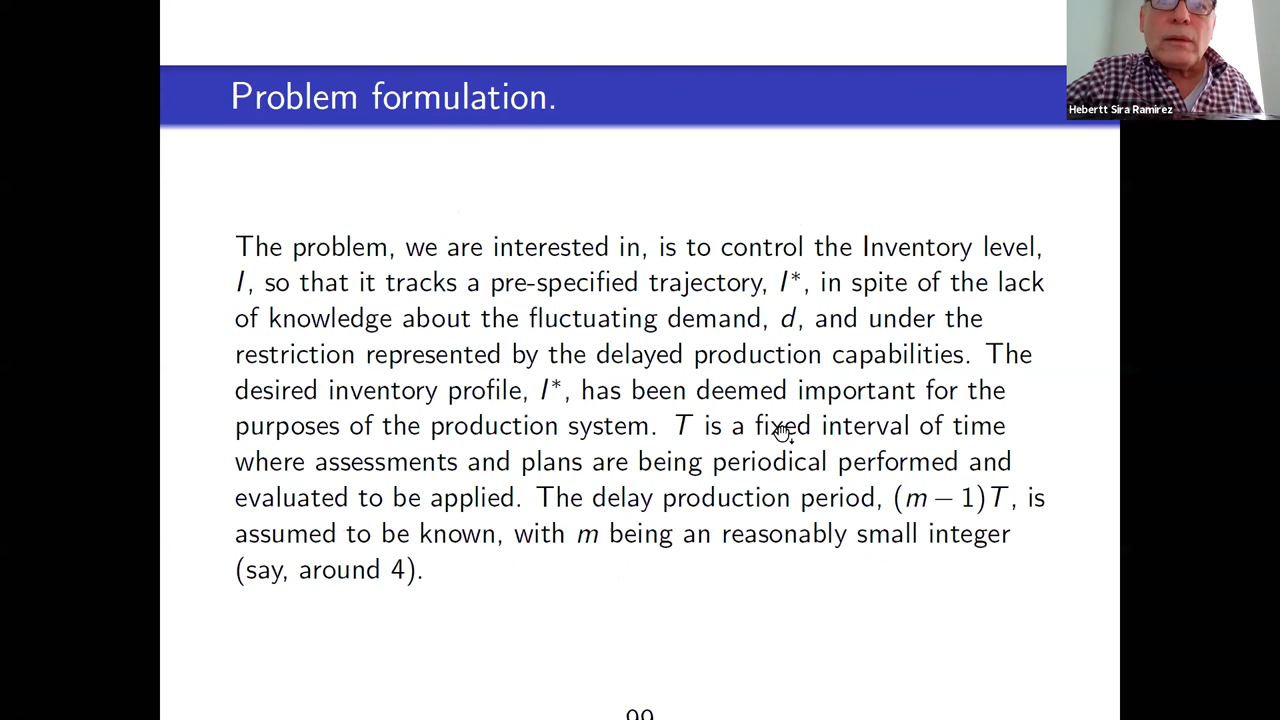 Problem formulation.
Hebertt Sira Ramirez
The problem, we are interested in, is to control the Inventory level,
I, so that it tracks a pre-specified trajectory, I*, in spite of the lack
of knowledge about the fluctuating demand, d, and under the
restriction represented by the delayed production capabilities. The
desired inventory profile, I*, has been deemed important for the
purposes of the production system. T is a fixed interval of time
where assessments and plans are being periodical performed and
evaluated to be applied. The delay production period, (m − 1)T, is
assumed to be known, with m being an reasonably small integer
(say, around 4).